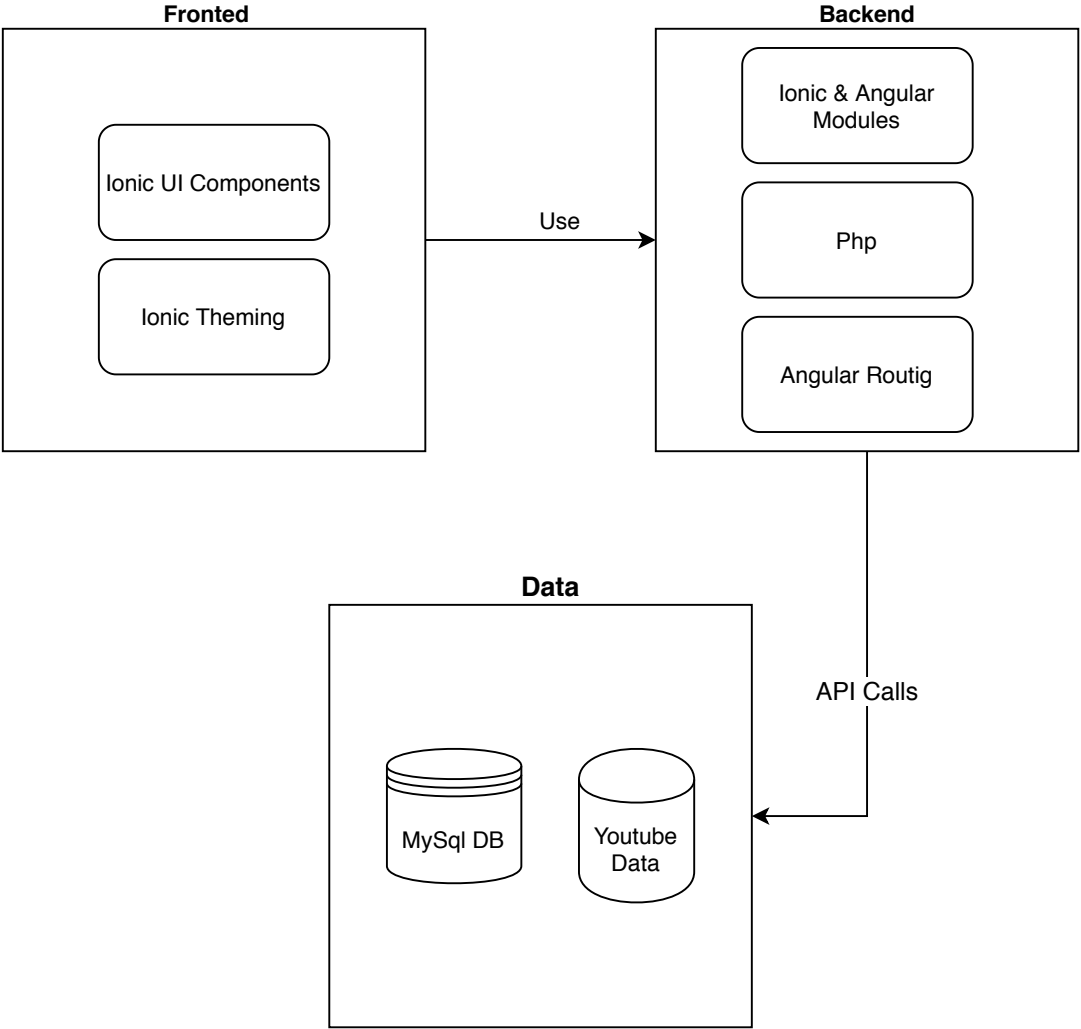 Fronted
Backend
Ionic UI Components
Ionic Theming
Use
Ionic & Angular
Modules
Php
Angular Routig
API Calls
Data
MySql DB
Youtube
Data